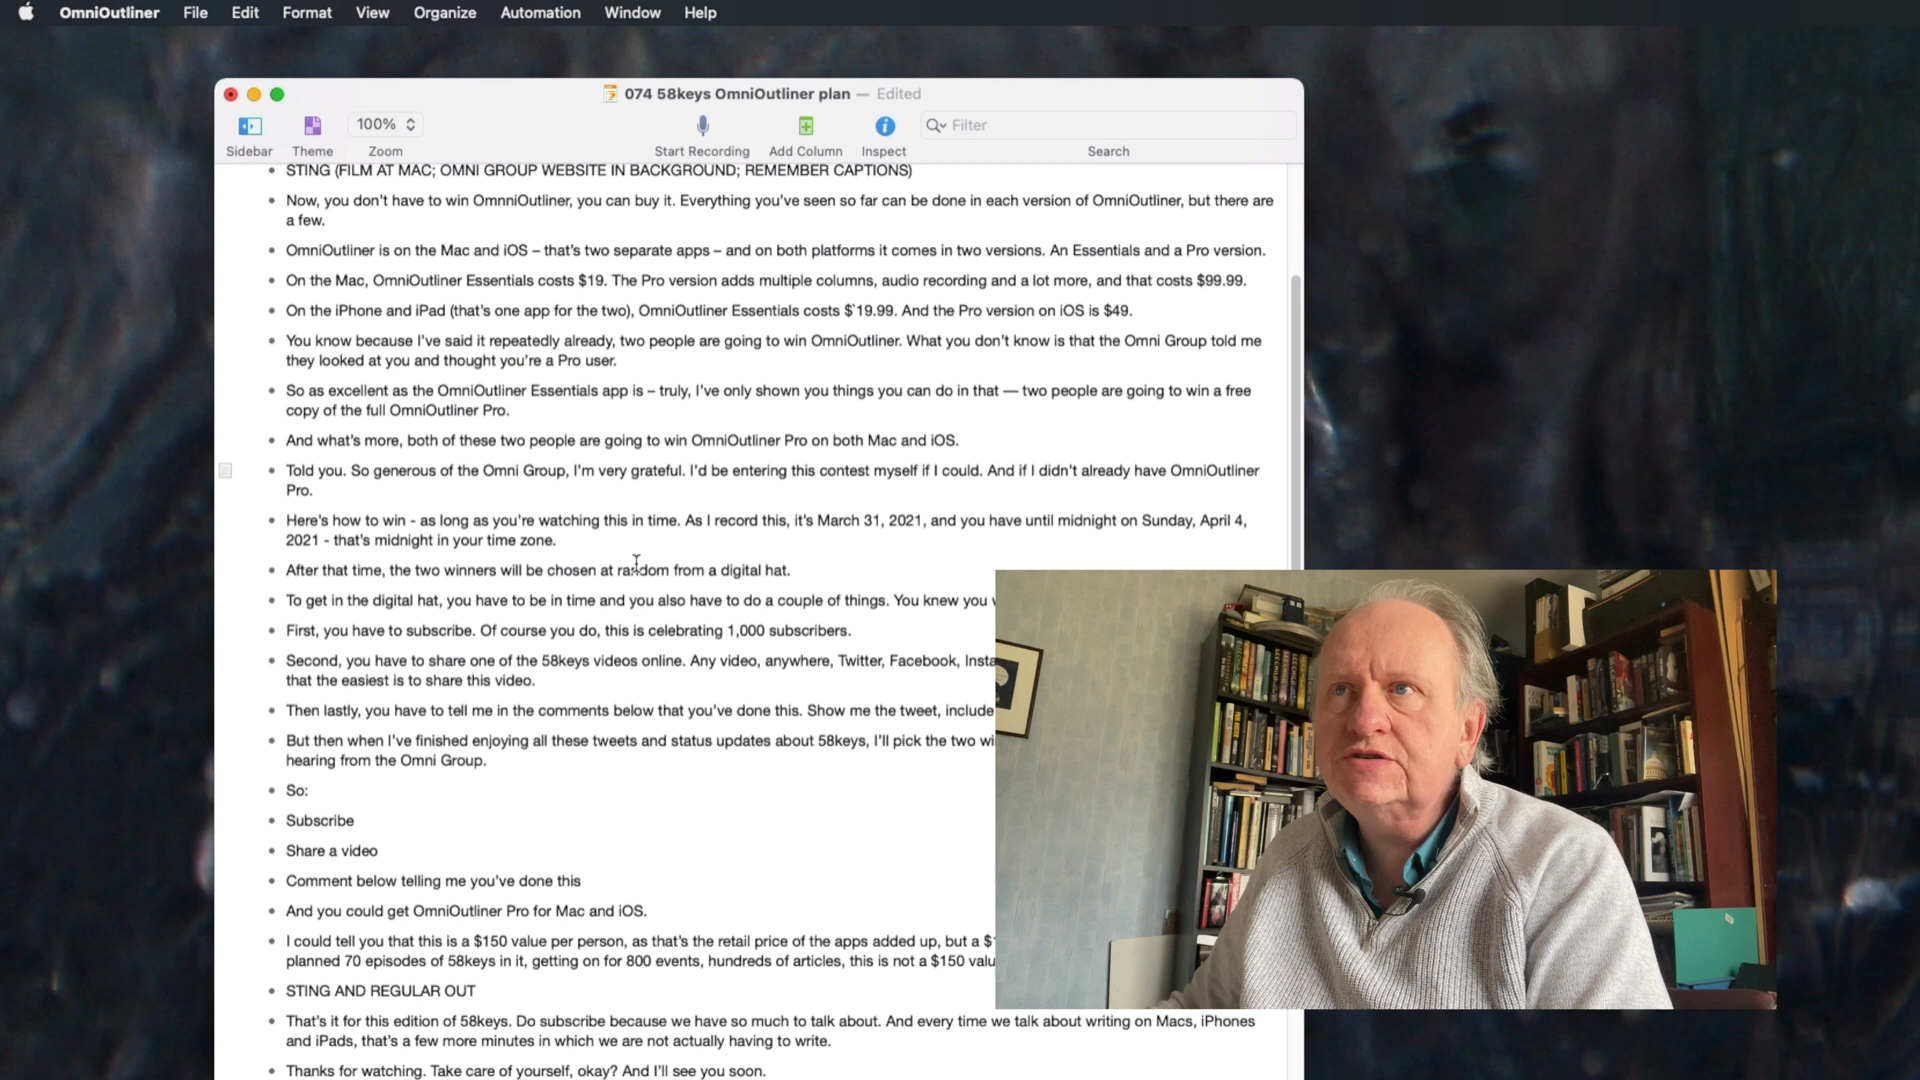 OmniOutliner File Edit Format View Organize Automation Window Help
074 58keys OmniOutliner plan — Edited
100%
Filter
Sidebar Theme Zoom Start Recording Add Column Inspect Search
• STING (FILM AT MAC; OMNI GROUP WEBSITE IN BACKGROUND; REMEMBER CAPTIONS)
• Now, you don't have to win OmnniOutliner, you can buy it. Everything you've seen so far can be done in each version of OmniOutliner, but there are
a few.
• OmniOutliner is on the Mac and iOS – that's two separate apps – and on both platforms it comes in two versions. An Essentials and a Pro version.
• On the Mac, OmniOutliner Essentials costs $19. The Pro version adds multiple columns, audio recording and a lot more, and that costs $99.99.
• On the iPhone and iPad (that's one app for the two), OmniOutliner Essentials costs $`19.99. And the Pro version on iOS is $49.
• You know because I've said it repeatedly already, two people are going to win OmniOutliner. What you don't know is that the Omni Group told me
they looked at you and thought you're a Pro user.
• So as excellent as the OmniOutliner Essentials app is – truly, I've only shown you things you can do in that — two people are going to win a free
copy of the full OmniOutliner Pro.
• And what's more, both of these two people are going to win OmniOutliner Pro on both Mac and iOS.
• Told you. So generous of the Omni Group, I'm very grateful. I'd be entering this contest myself if I could. And if I didn't already have OmniOutliner
Pro.
• Here's how to win - as long as you're watching this in time. As I record this, it's March 31, 2021, and you have until midnight on Sunday, April 4,
2021 - that's midnight in your time zone.
• After that time, the two winners will be chosen at random from a digital hat.
• To get in the digital hat, you have to be in time and you also have to do a couple of things. You knew you
• First, you have to subscribe. Of course you do, this is celebrating 1,000 subscribers.
• Second, you have to share one of the 58keys videos online. Any video, anywhere, Twitter, Facebook, Insta
that the easiest is to share this video.
• Then lastly, you have to tell me in the comments below that you've done this. Show me the tweet, include
• But then when I've finished enjoying all these tweets and status updates about 58keys, I'll pick the two wi
hearing from the Omni Group.
• So:
• Subscribe
• Share a video
• Comment below telling me you've done this
• And you could get OmniOutliner Pro for Mac and iOS.
• I could tell you that this is a $150 value per person, as that's the retail price of the apps added up, but a $
planned 70 episodes of 58keys in it, getting on for 800 events, hundreds of articles, this is not a $150 valu
• STING AND REGULAR OUT
• That's it for this edition of 58keys. Do subscribe because we have so much to talk about. And every time we talk about writing on Macs, iPhones
and iPads, that's a few more minutes in which we are not actually having to write.
• Thanks for watching. Take care of yourself, okay? And I'll see you soon.